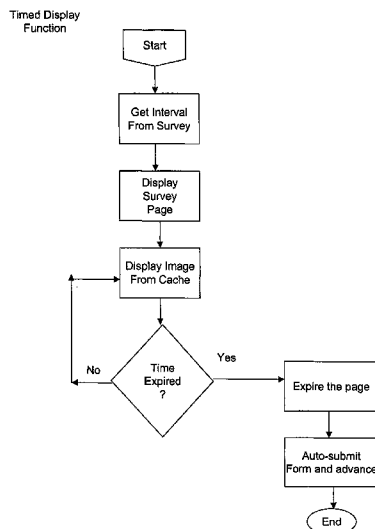 Timed Display
Function
Start
Get Interval
From Survey
Display
Survey
Page
Display Image
From Cache
Time
Expired
?
No
Yes
Expire the page
Auto-submit
Form and advance
End